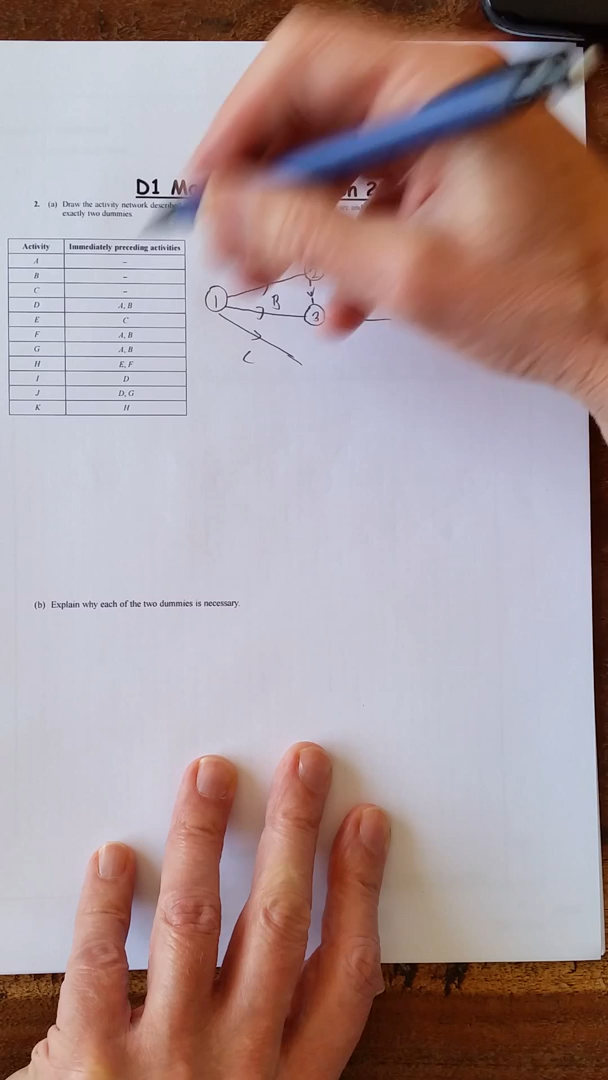 D1 n 2
2. (a) Draw the activity network
exactly two dummies.
Activity Immediately preceding activities
A –
B –
C –
D A, B
E C
F A, B
G A, B
H E, F
I D
J D, G
K H
1
B
3
C
(b) Explain why each of the two dummies is necessary.